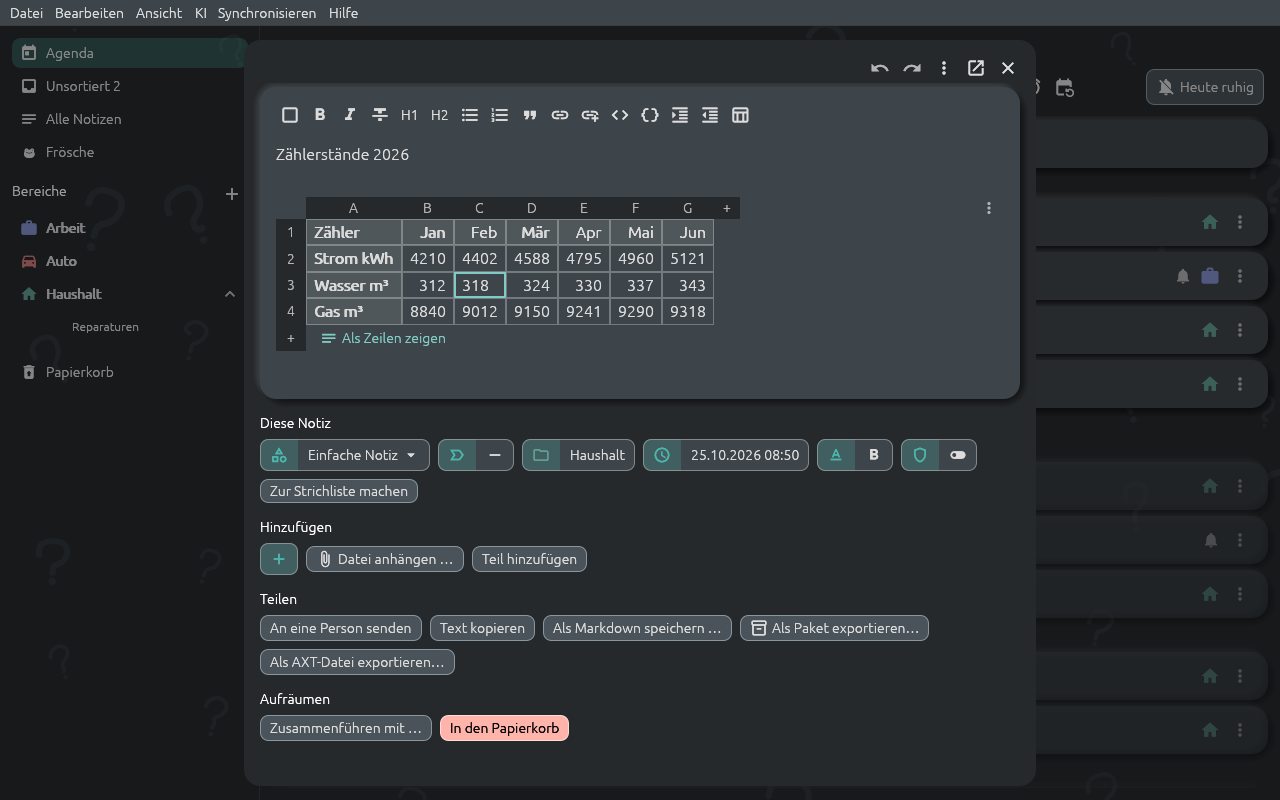 Datei Bearbeiten Ansicht KI Synchronisieren Hilfe
Agenda
Unsortiert 2
Alle Notizen
Frösche
Bereiche +
Arbeit
Auto
Haushalt
Reparaturen
Papierkorb
Heute ruhig
B I S H1 H2
Zählerstände 2026
A B C D E F G +
1 Zähler Jan Feb Mär Apr Mai Jun
2 Strom kWh 4210 4402 4588 4795 4960 5121
3 Wasser m³ 312 318 324 330 337 343
4 Gas m³ 8840 9012 9150 9241 9290 9318
+ Als Zeilen zeigen
Diese Notiz
Einfache Notiz — Haushalt 25.10.2026 08:50 A B
Zur Strichliste machen
Hinzufügen
+ Datei anhängen … Teil hinzufügen
Teilen
An eine Person senden Text kopieren Als Markdown speichern … Als Paket exportieren…
Als AXT-Datei exportieren…
Aufräumen
Zusammenführen mit … In den Papierkorb